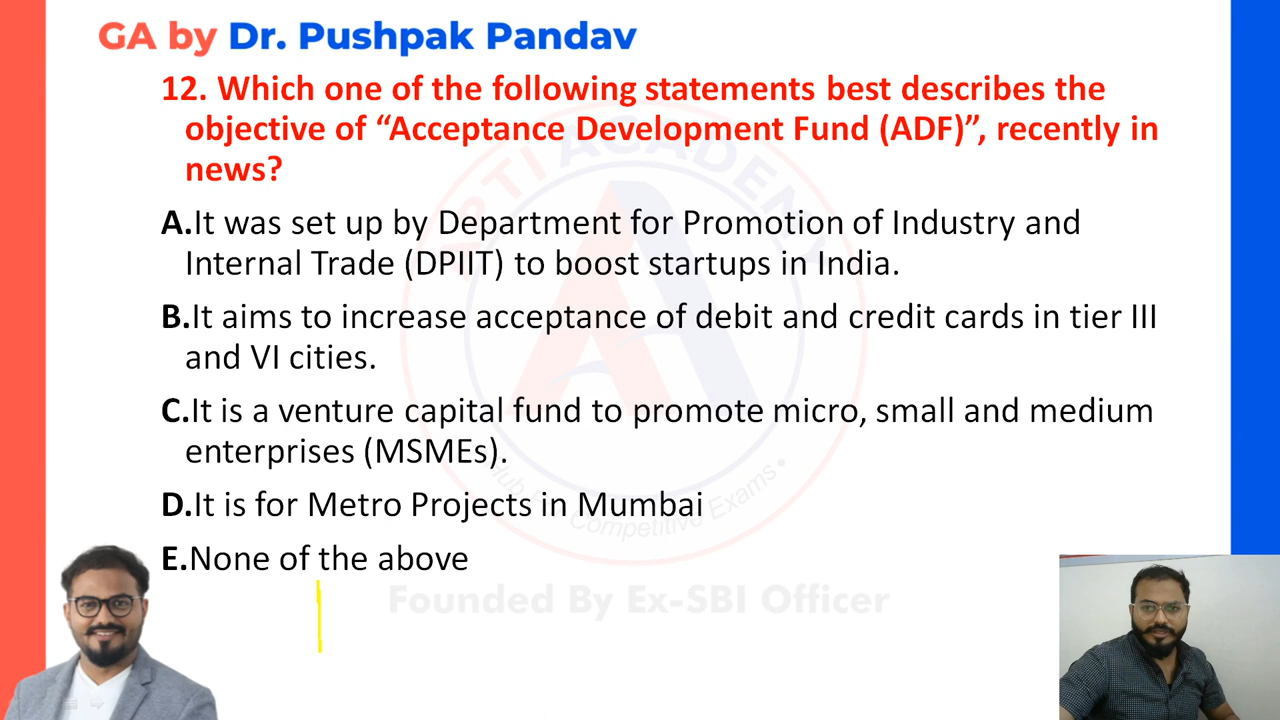 GA by Dr. Pushpak Pandav
12. Which one of the following statements best describes the
objective of “Acceptance Development Fund (ADF)”, recently in
news?
A.It was set up by Department for Promotion of Industry and
Internal Trade (DPIIT) to boost startups in India.
B.It aims to increase acceptance of debit and credit cards in tier III
and VI cities.
C.It is a venture capital fund to promote micro, small and medium
enterprises (MSMEs).
D.It is for Metro Projects in Mumbai
E.None of the above
Founded By Ex-SBI Officer
APTI ACADEMY
Competitive Exams